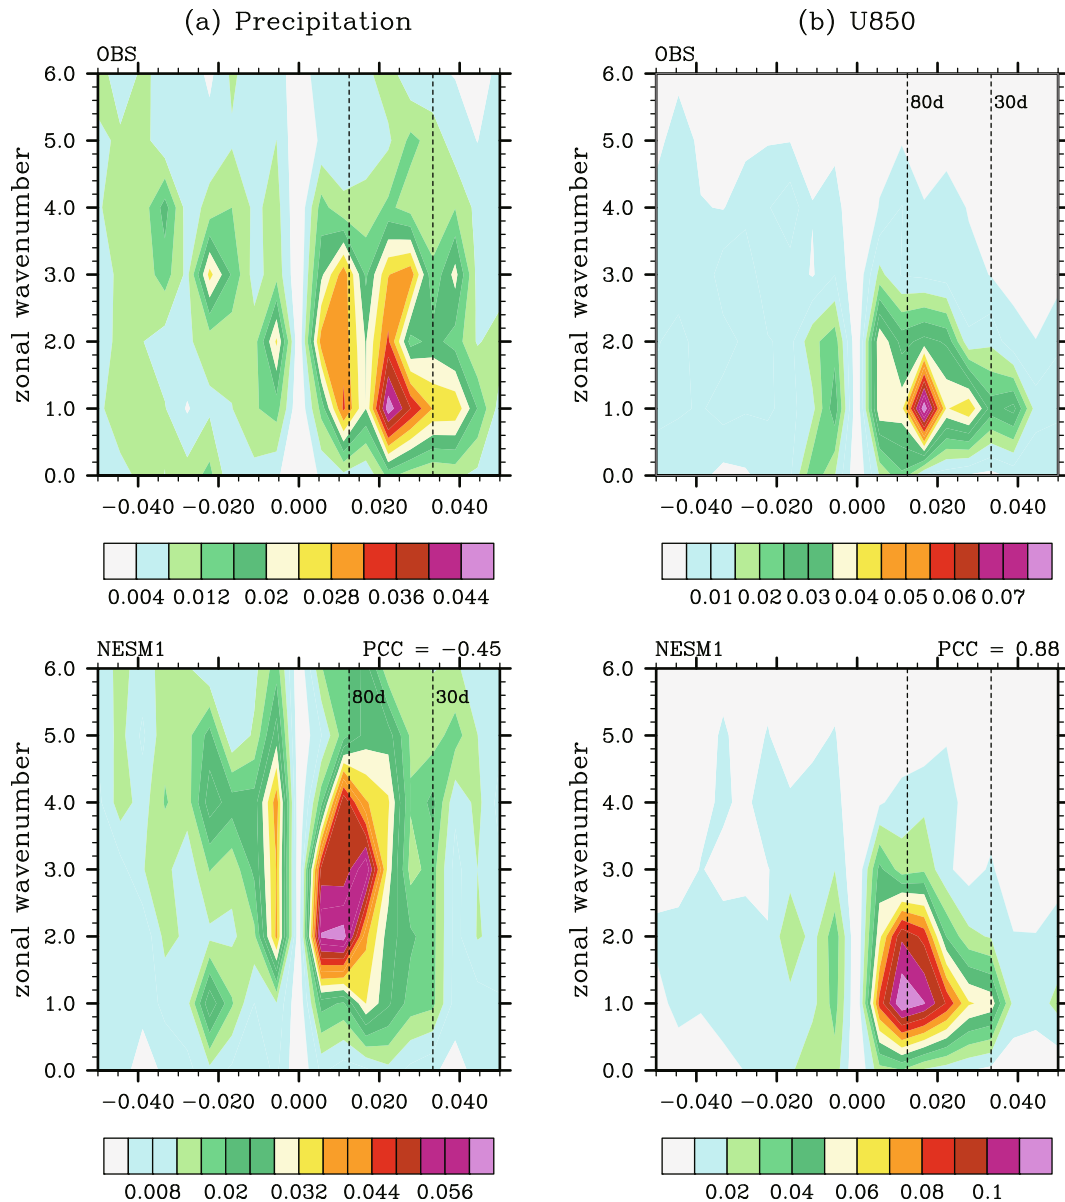 (a) Precipitation
(b) U850
OBS
OBS
6.0
5.0
4.0
3.0
2.0
1.0
0.0
zonal wavenumber
−0.040 −0.020 0.000 0.020 0.040
6.0
5.0
4.0
3.0
2.0
1.0
0.0
zonal wavenumber
80d 30d
−0.040 −0.020 0.000 0.020 0.040
0.004 0.012 0.02 0.028 0.036 0.044
0.01 0.02 0.03 0.04 0.05 0.06 0.07
NESM1 PCC = −0.45
NESM1 PCC = 0.88
6.0
5.0
4.0
3.0
2.0
1.0
0.0
zonal wavenumber
80d 30d
−0.040 −0.020 0.000 0.020 0.040
6.0
5.0
4.0
3.0
2.0
1.0
0.0
zonal wavenumber
−0.040 −0.020 0.000 0.020 0.040
0.008 0.02 0.032 0.044 0.056
0.02 0.04 0.06 0.08 0.1